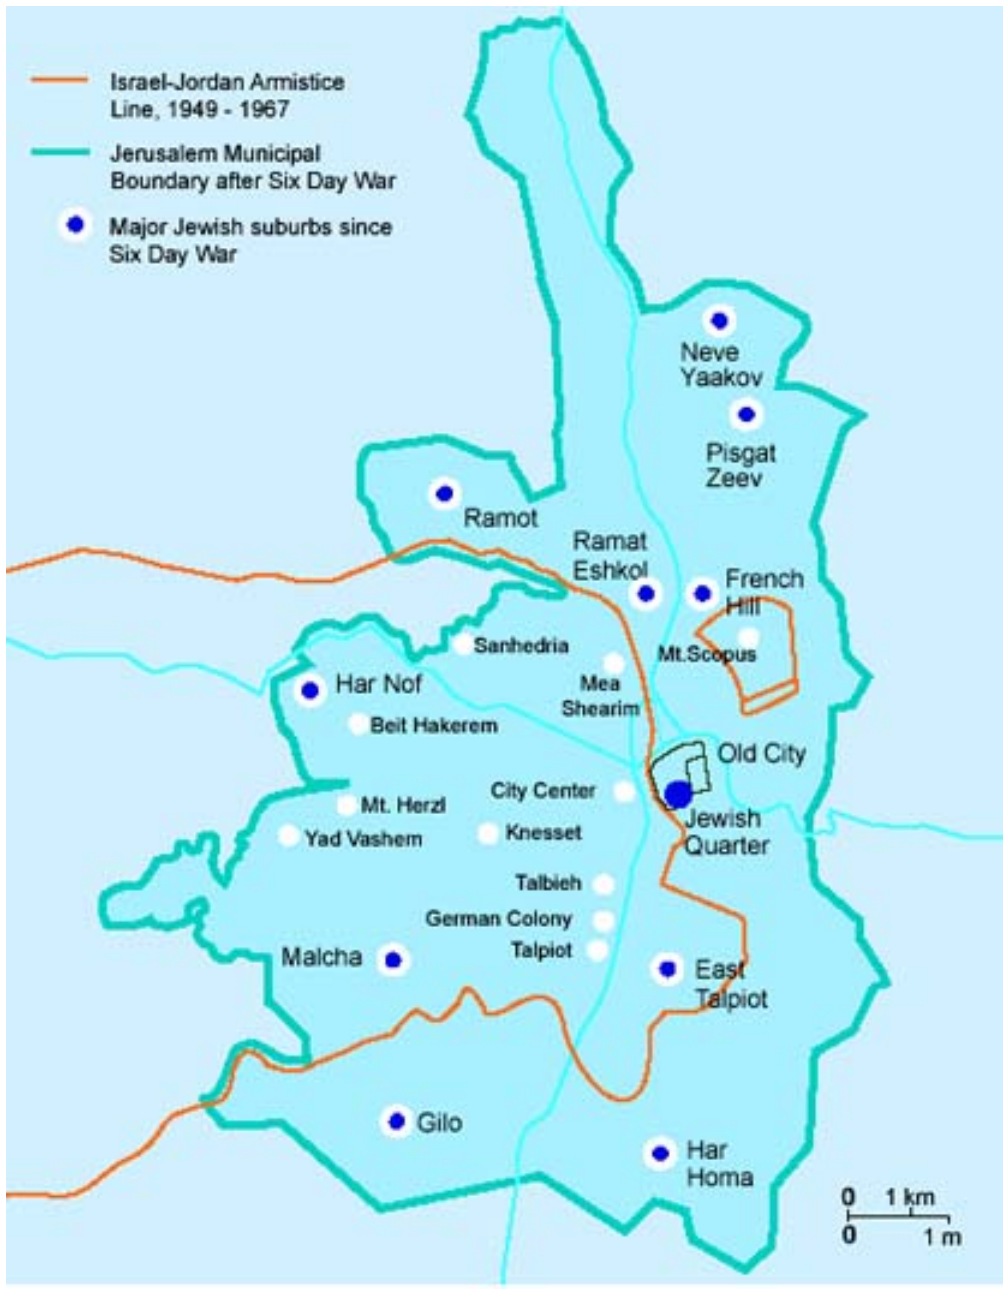 Israel-Jordan Armistice
Line, 1949 - 1967
Jerusalem Municipal
Boundary after Six Day War
Major Jewish suburbs since
Six Day War
Neve
Yaakov
Pisgat
Zeev
Ramot
Ramat
Eshkol
French
Hill
Sanhedria
Mt.Scopus
Mea
Shearim
Har Nof
Beit Hakerem
Old City
City Center
Mt. Herzl
Jewish
Quarter
Knesset
Yad Vashem
Talbieh
German Colony
Talpiot
Malcha
East
Talpiot
Gilo
Har
Homa
0 1 km
0 1 m